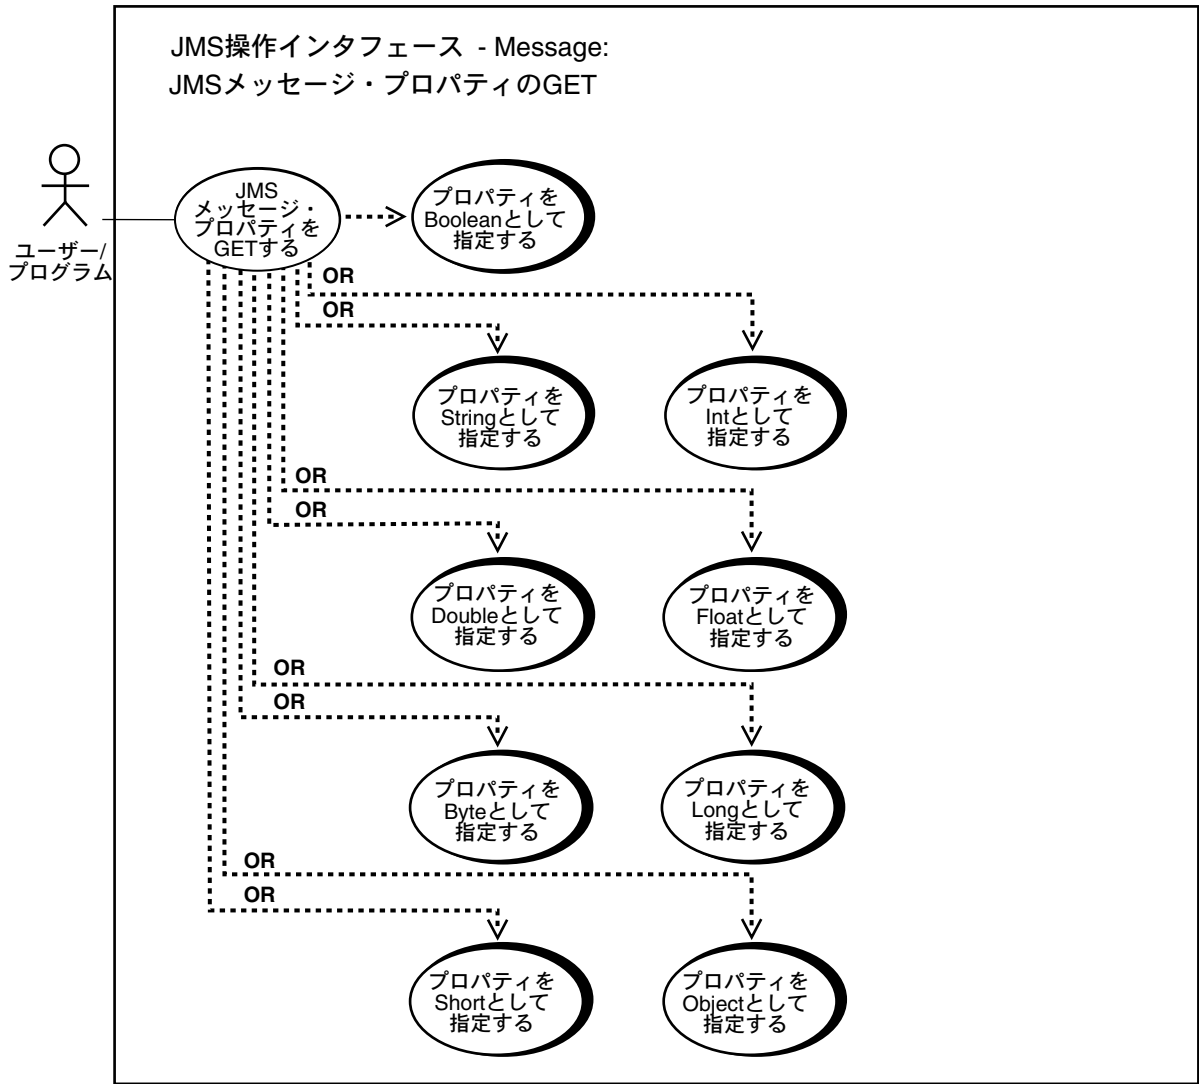 JMS操作インタフェース - Message:
JMSメッセージ・プロパティのGET
ユーザー/
プログラム
JMS
メッセージ・
プロパティを
GETする
プロパティを
Booleanとして
指定する
OR
OR
プロパティを
Stringとして
指定する
プロパティを
Intとして
指定する
OR
OR
プロパティを
Doubleとして
指定する
プロパティを
Floatとして
指定する
OR
OR
プロパティを
Byteとして
指定する
プロパティを
Longとして
指定する
OR
OR
プロパティを
Shortとして
指定する
プロパティを
Objectとして
指定する